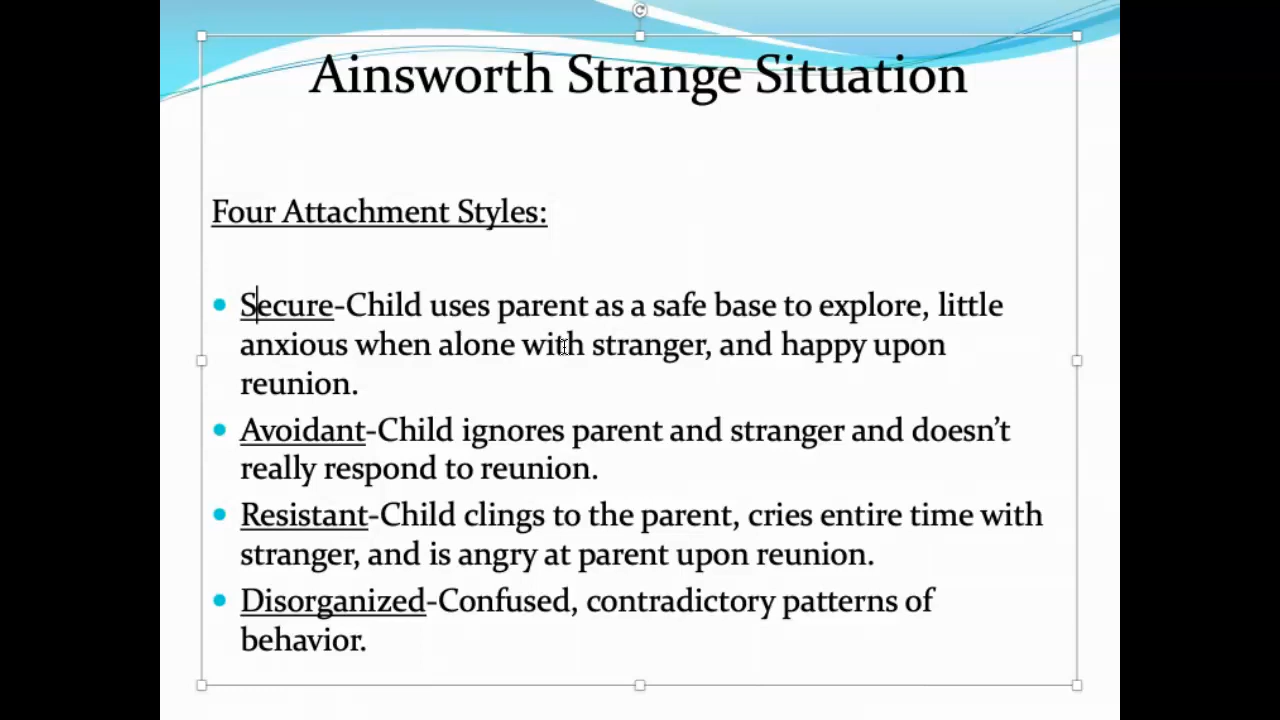 Ainsworth Strange Situation
Four Attachment Styles:
• Secure-Child uses parent as a safe base to explore, little
anxious when alone with stranger, and happy upon
reunion.
• Avoidant-Child ignores parent and stranger and doesn't
really respond to reunion.
• Resistant-Child clings to the parent, cries entire time with
stranger, and is angry at parent upon reunion.
• Disorganized-Confused, contradictory patterns of
behavior.